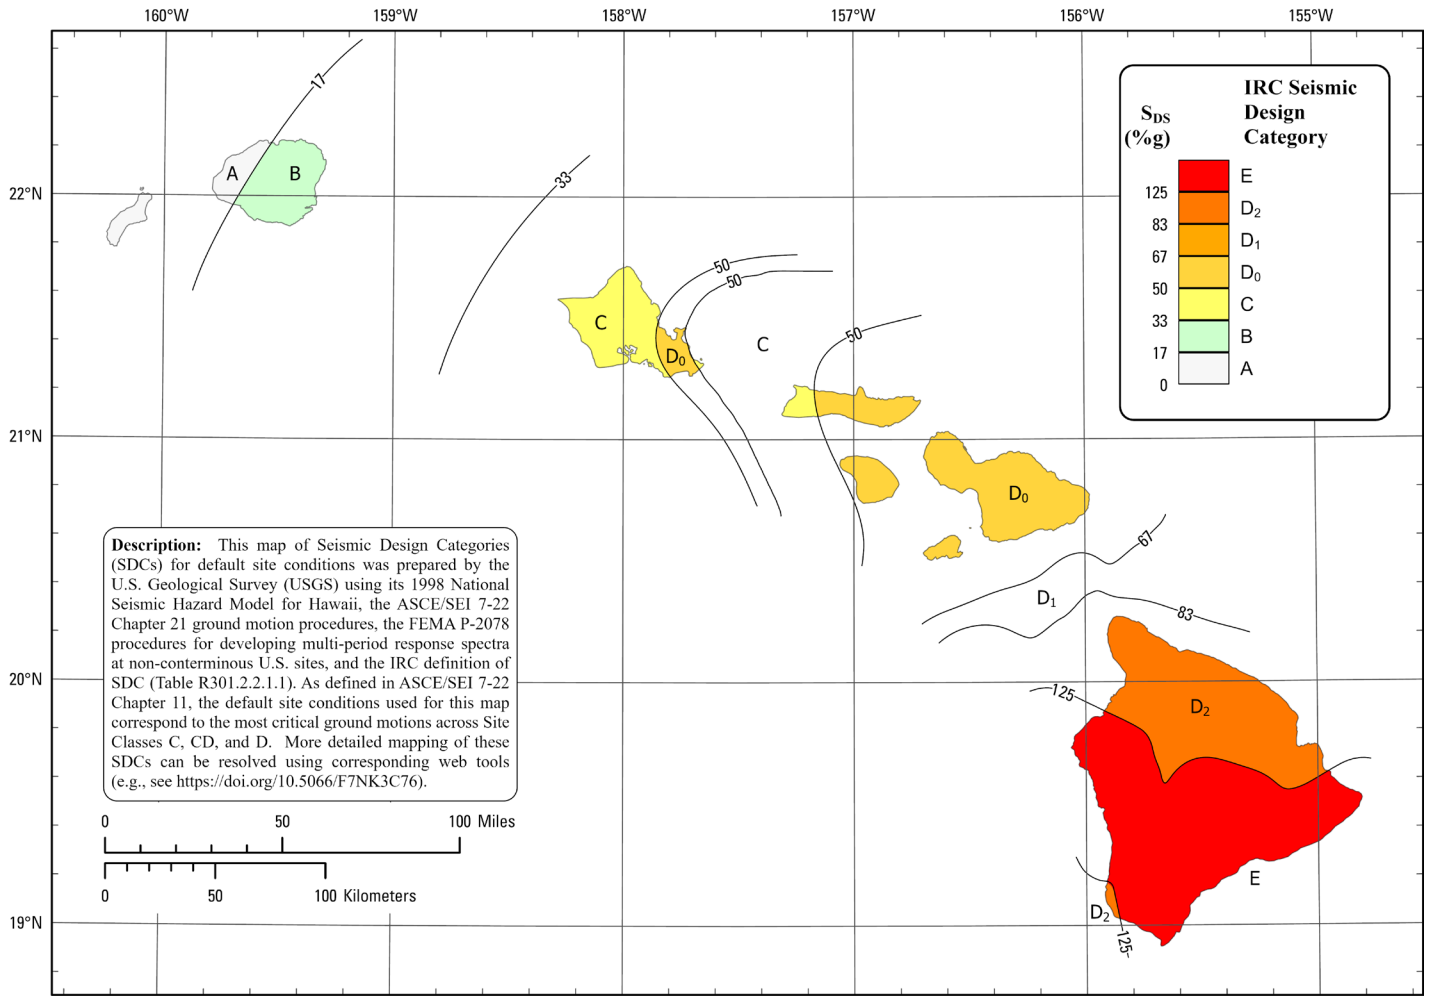 160°W 159°W 158°W 157°W 156°W 155°W
22°N
21°N
20°N
19°N
17
A
B
33
50
50
50
C
D0
C
D0
67
D1
83
125
D2
E
D2
125
IRC Seismic
Design
Category
SDS
(%g)
E
125
D2
83
D1
67
D0
50
C
33
B
17
A
0
Description: This map of Seismic Design Categories
(SDCs) for default site conditions was prepared by the
U.S. Geological Survey (USGS) using its 1998 National
Seismic Hazard Model for Hawaii, the ASCE/SEI 7-22
Chapter 21 ground motion procedures, the FEMA P-2078
procedures for developing multi-period response spectra
at non-conterminous U.S. sites, and the IRC definition of
SDC (Table R301.2.2.1.1). As defined in ASCE/SEI 7-22
Chapter 11, the default site conditions used for this map
correspond to the most critical ground motions across Site
Classes C, CD, and D. More detailed mapping of these
SDCs can be resolved using corresponding web tools
(e.g., see https://doi.org/10.5066/F7NK3C76).
0 50 100 Miles
0 50 100 Kilometers